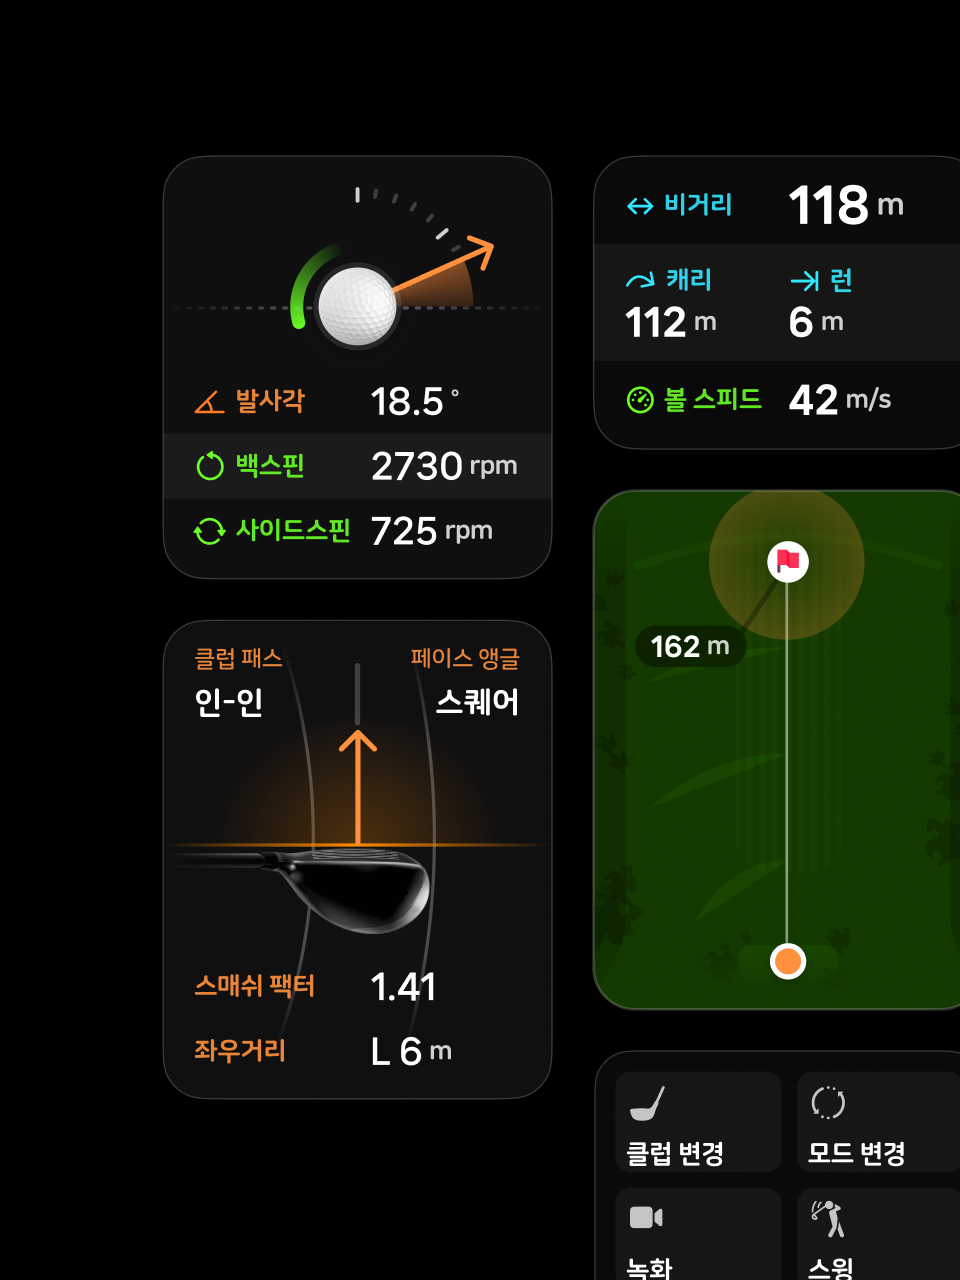 발사각 18.5 °
백스핀 2730 rpm
사이드스핀 725 rpm
클럽 패스
인-인
페이스 앵글
스퀘어
스매쉬 팩터 1.41
좌우거리 L 6 m
비거리 118 m
캐리
112 m
런
6 m
볼 스피드 42 m/s
162 m
클럽 변경
모드 변경
녹화
스윙